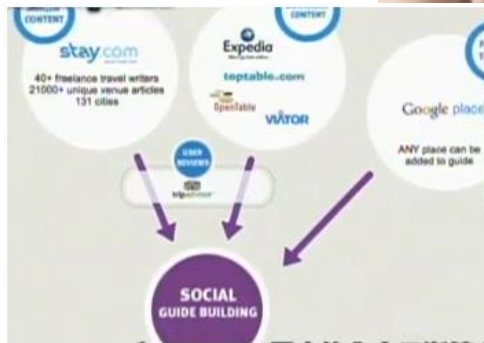 CONTENT
stay.com
40+ freelance travel writers
21000+ unique venue articles
131 cities
CONTENT
Expedia
toptable.com
OpenTable
VIATOR
Google place
ANY place can be
added to guide
USER
REVIEWS
tripadvisor
SOCIAL
GUIDE BUILDING